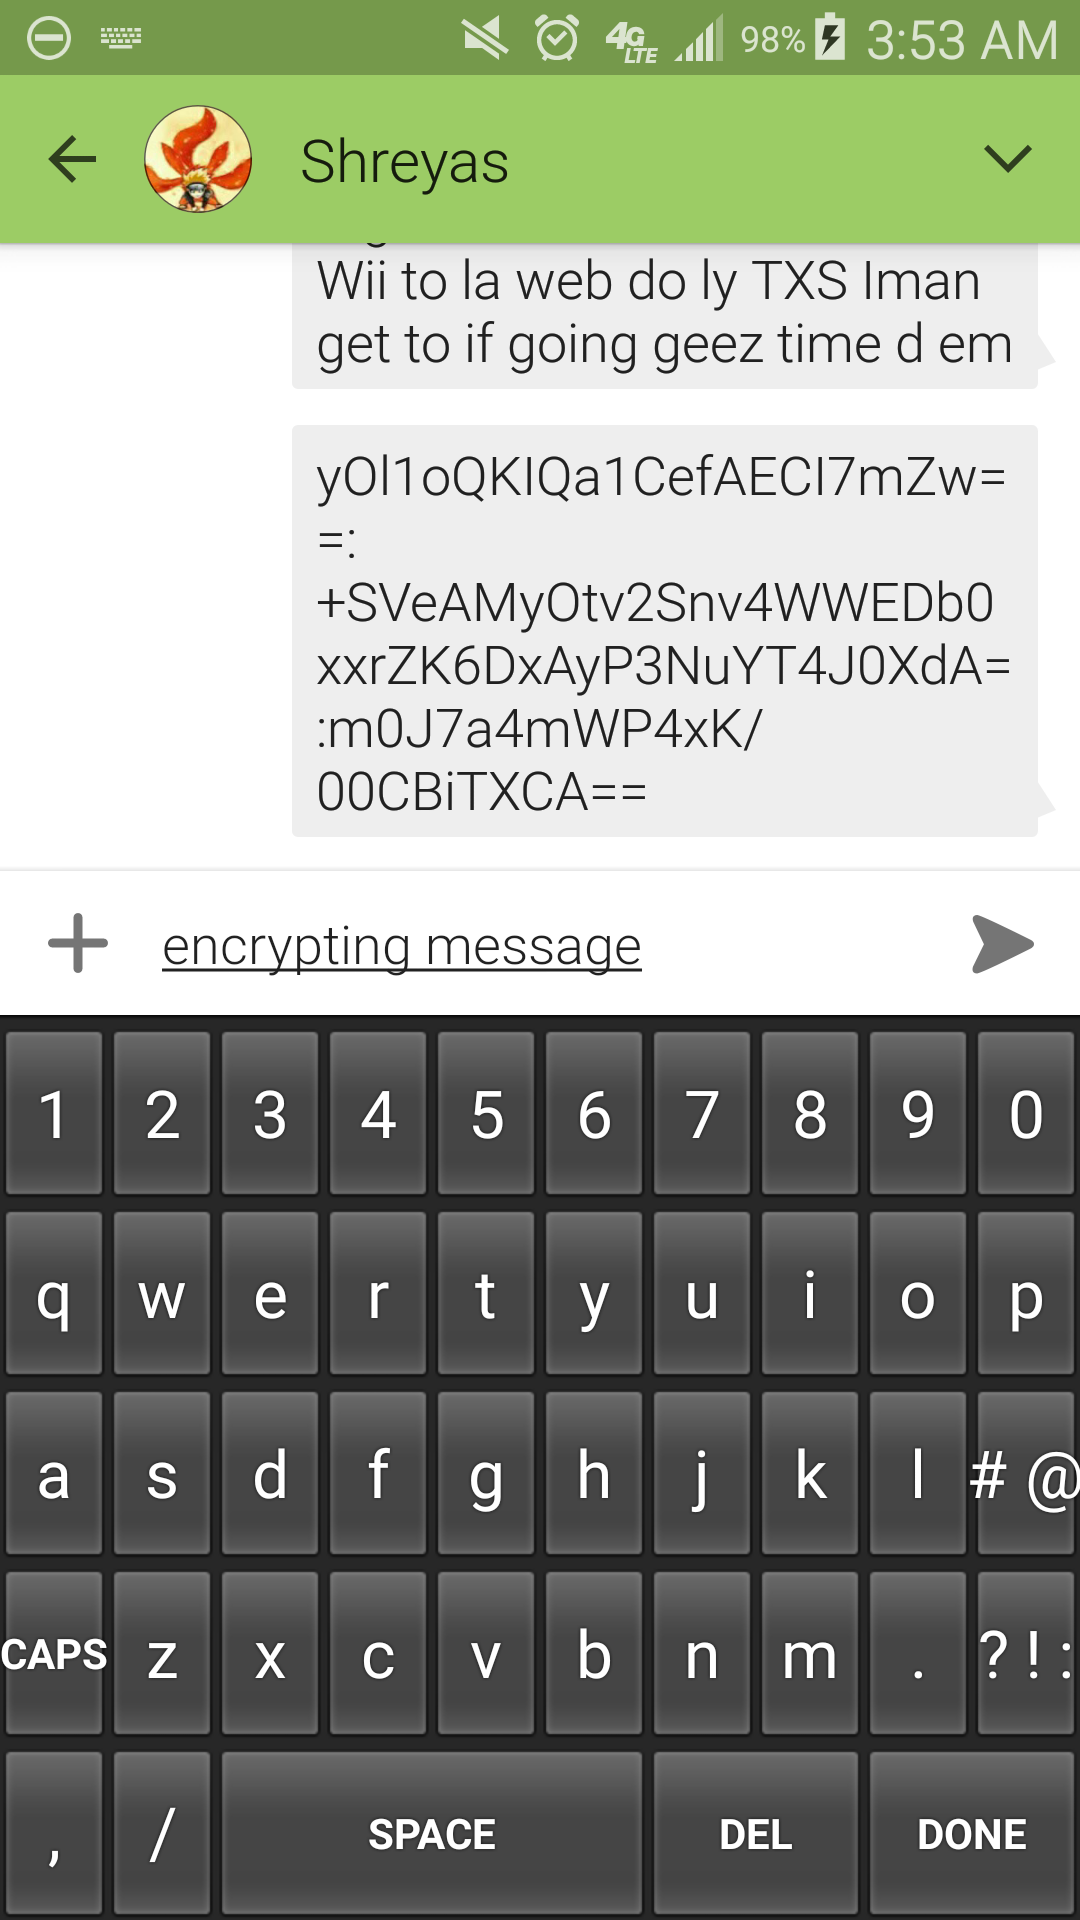 98% 3:53 AM
4G LTE
Shreyas
Wii to la web do ly TXS Iman
get to if going geez time d em
yOl1oQKIQa1CefAECI7mZw=
=:
+SVeAMyOtv2Snv4WWEDb0
xxrZK6DxAyP3NuYT4J0XdA=
:m0J7a4mWP4xK/
00CBiTXCA==
encrypting message
1 2 3 4 5 6 7 8 9 0
q w e r t y u i o p
a s d f g h j k l # @
CAPS z x c v b n m . ? ! :
, / SPACE DEL DONE